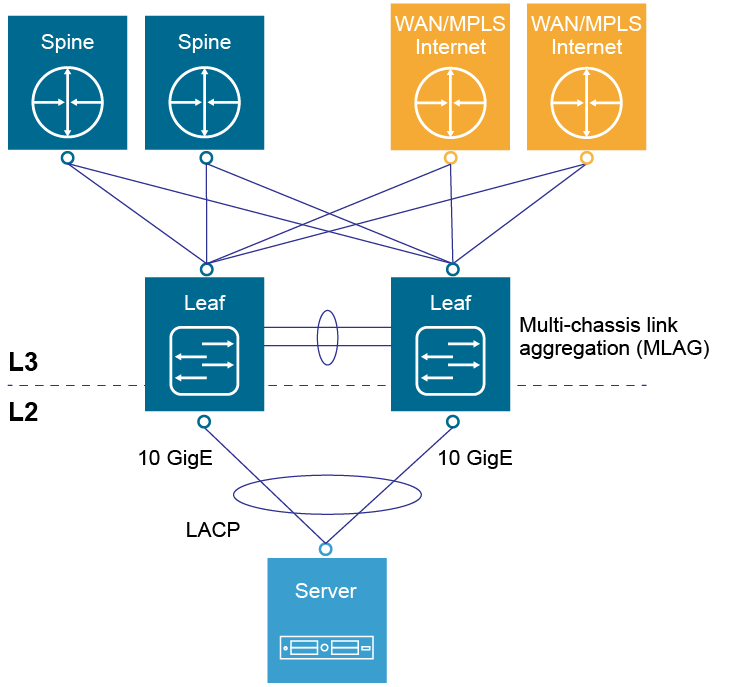 Spine
Spine
WAN/MPLS
Internet
WAN/MPLS
Internet
Leaf
Leaf
Multi-chassis link
aggregation (MLAG)
L3
L2
10 GigE
10 GigE
LACP
Server